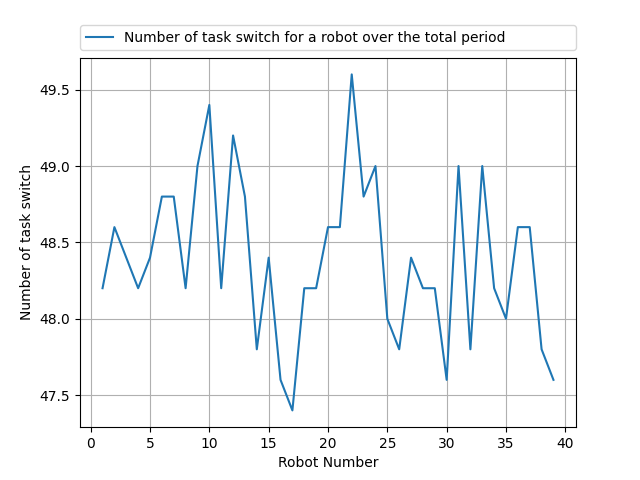 Number of task switch for a robot over the total period
49.5
49.0
48.5
48.0
47.5
Number of task switch
0 5 10 15 20 25 30 35 40
Robot Number